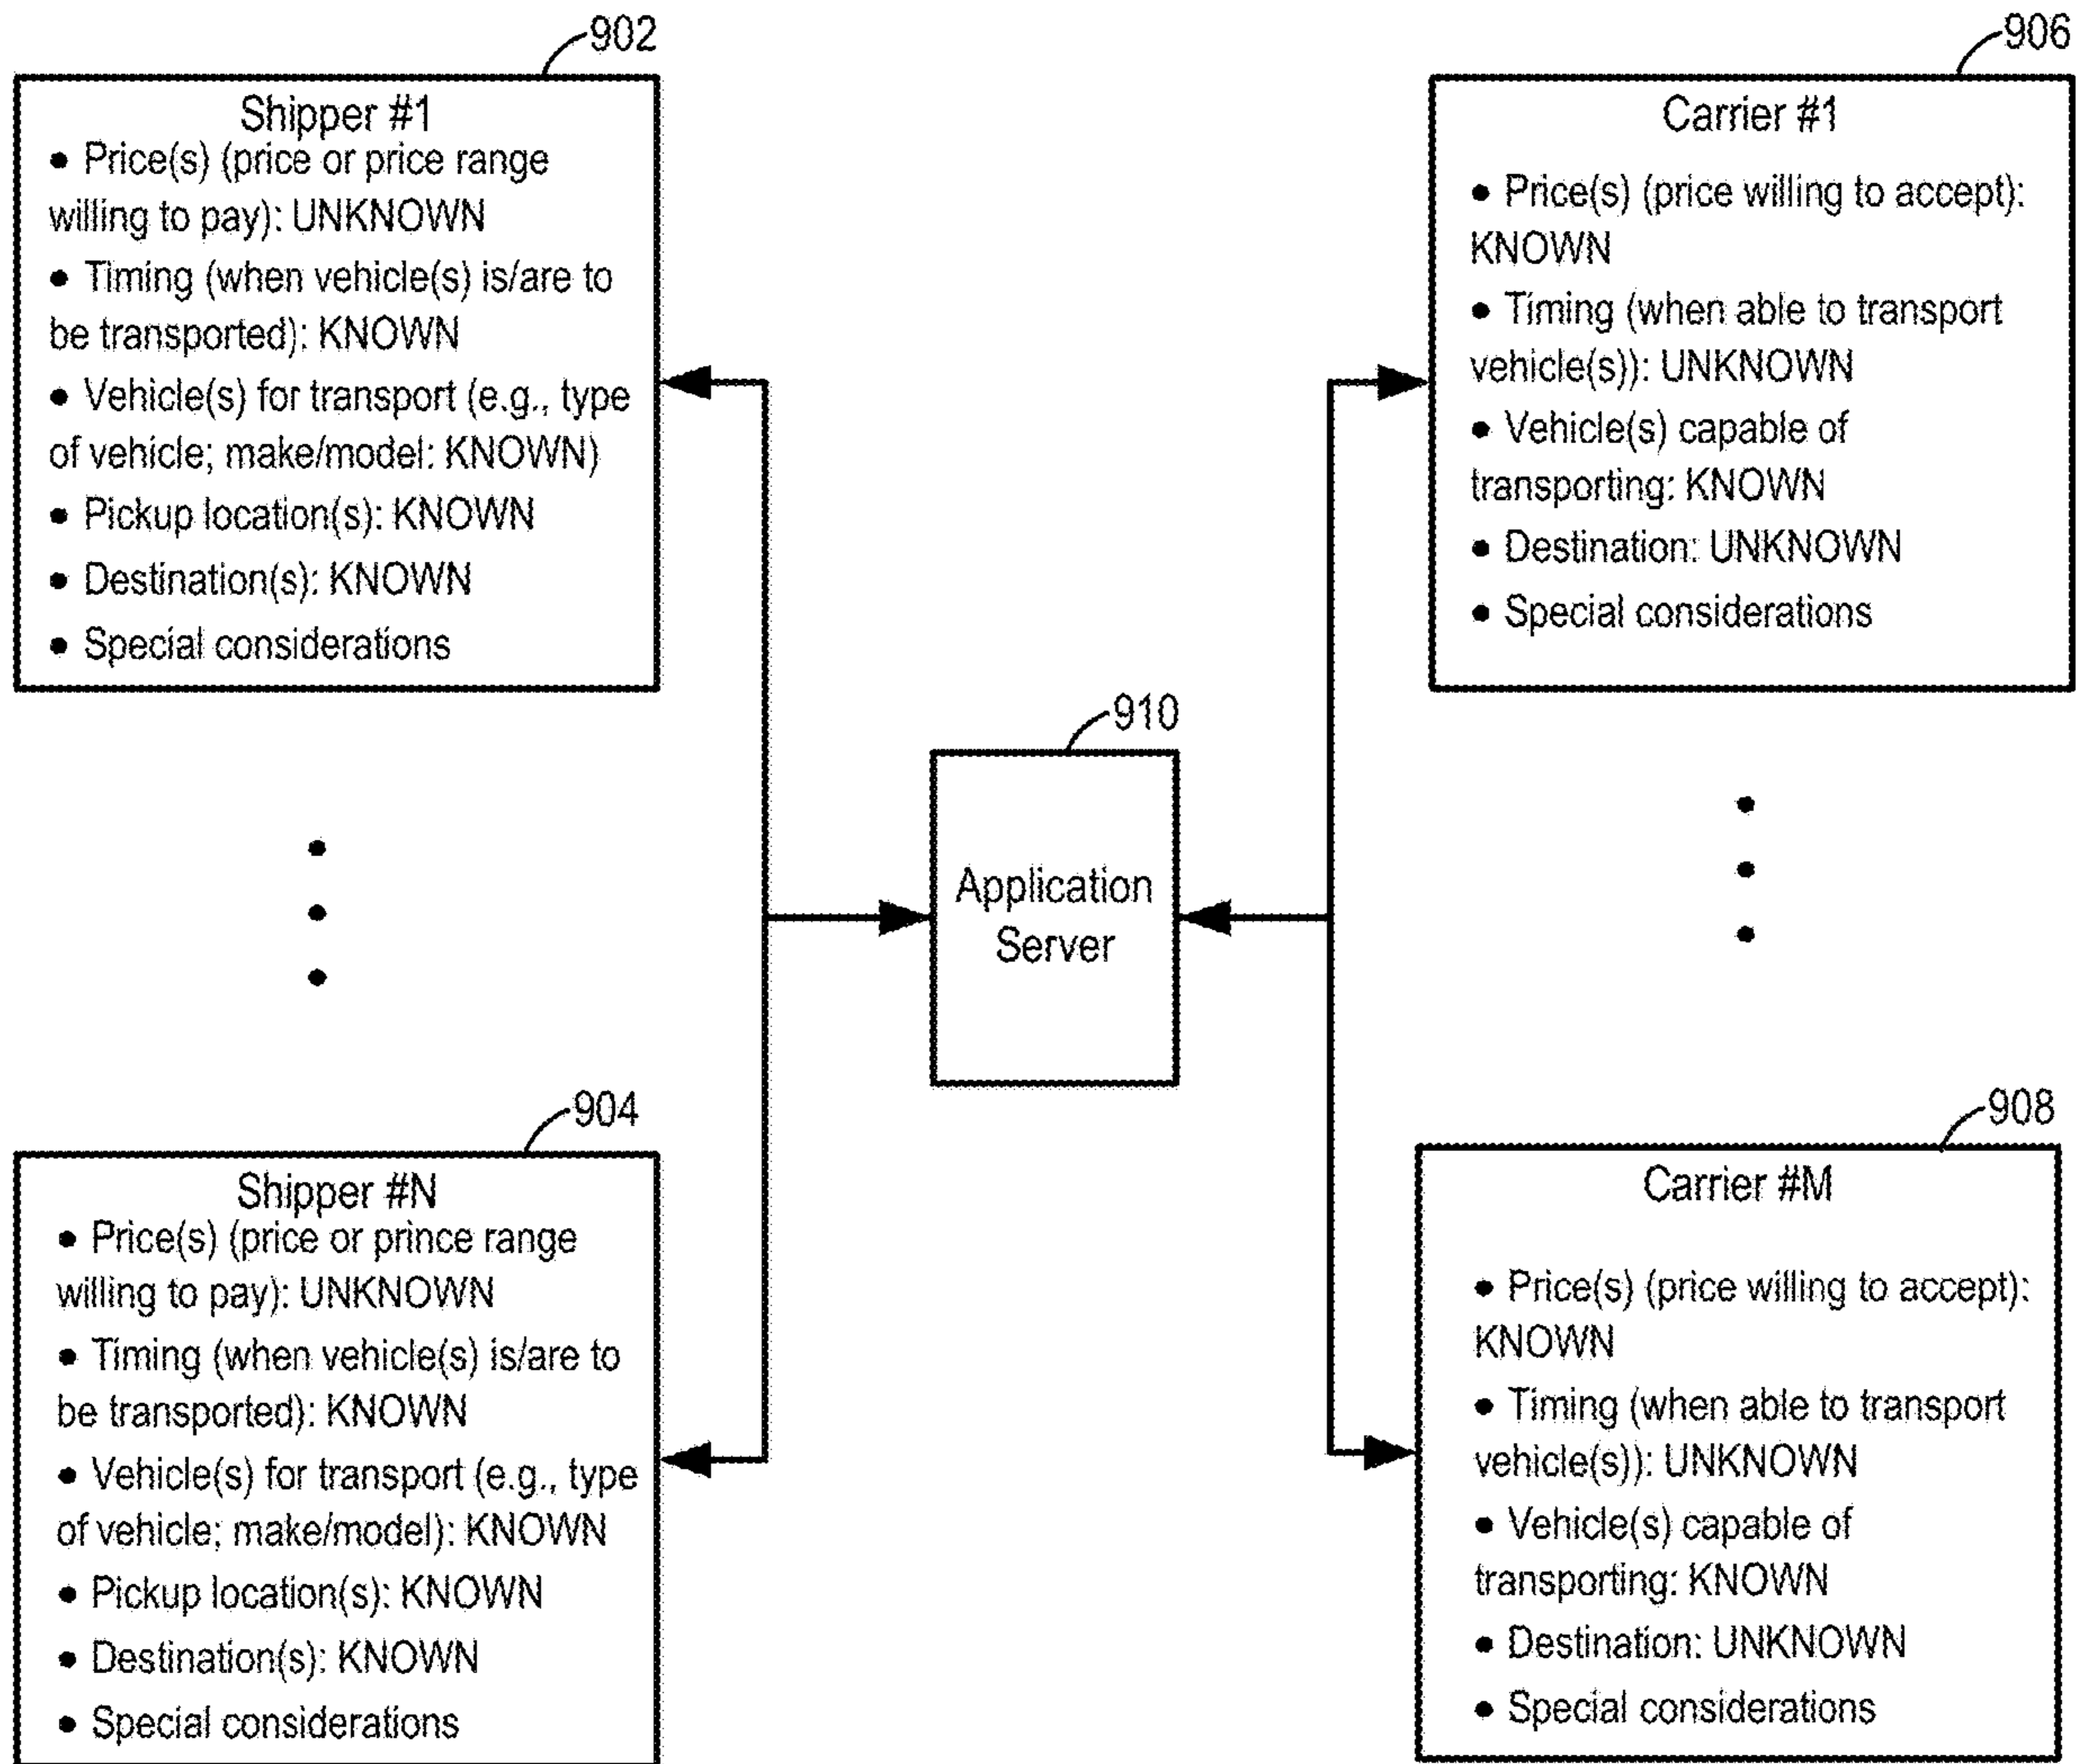 902
Shipper #1
• Price(s) (price or price range
willing to pay): UNKNOWN
• Timing (when vehicle(s) is/are to
be transported): KNOWN
• Vehicle(s) for transport (e.g., type
of vehicle; make/model: KNOWN)
• Pickup location(s): KNOWN
• Destination(s): KNOWN
• Special considerations
906
Carrier #1
• Price(s) (price willing to accept):
KNOWN
• Timing (when able to transport
vehicle(s)): UNKNOWN
• Vehicle(s) capable of
transporting: KNOWN
• Destination: UNKNOWN
• Special considerations
910
Application
Server
904
Shipper #N
• Price(s) (price or prince range
willing to pay): UNKNOWN
• Timing (when vehicle(s) is/are to
be transported): KNOWN
• Vehicle(s) for transport (e.g., type
of vehicle; make/model): KNOWN
• Pickup location(s): KNOWN
• Destination(s): KNOWN
• Special considerations
908
Carrier #M
• Price(s) (price willing to accept):
KNOWN
• Timing (when able to transport
vehicle(s)): UNKNOWN
• Vehicle(s) capable of
transporting: KNOWN
• Destination: UNKNOWN
• Special considerations